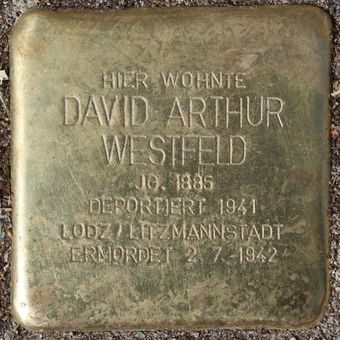 HIER WOHNTE
DAVID ARTHUR
WESTFELD
JG. 1885
DEPORTIERT 1941
LODZ/LITZMANNSTADT
ERMORDET 2.7.1942